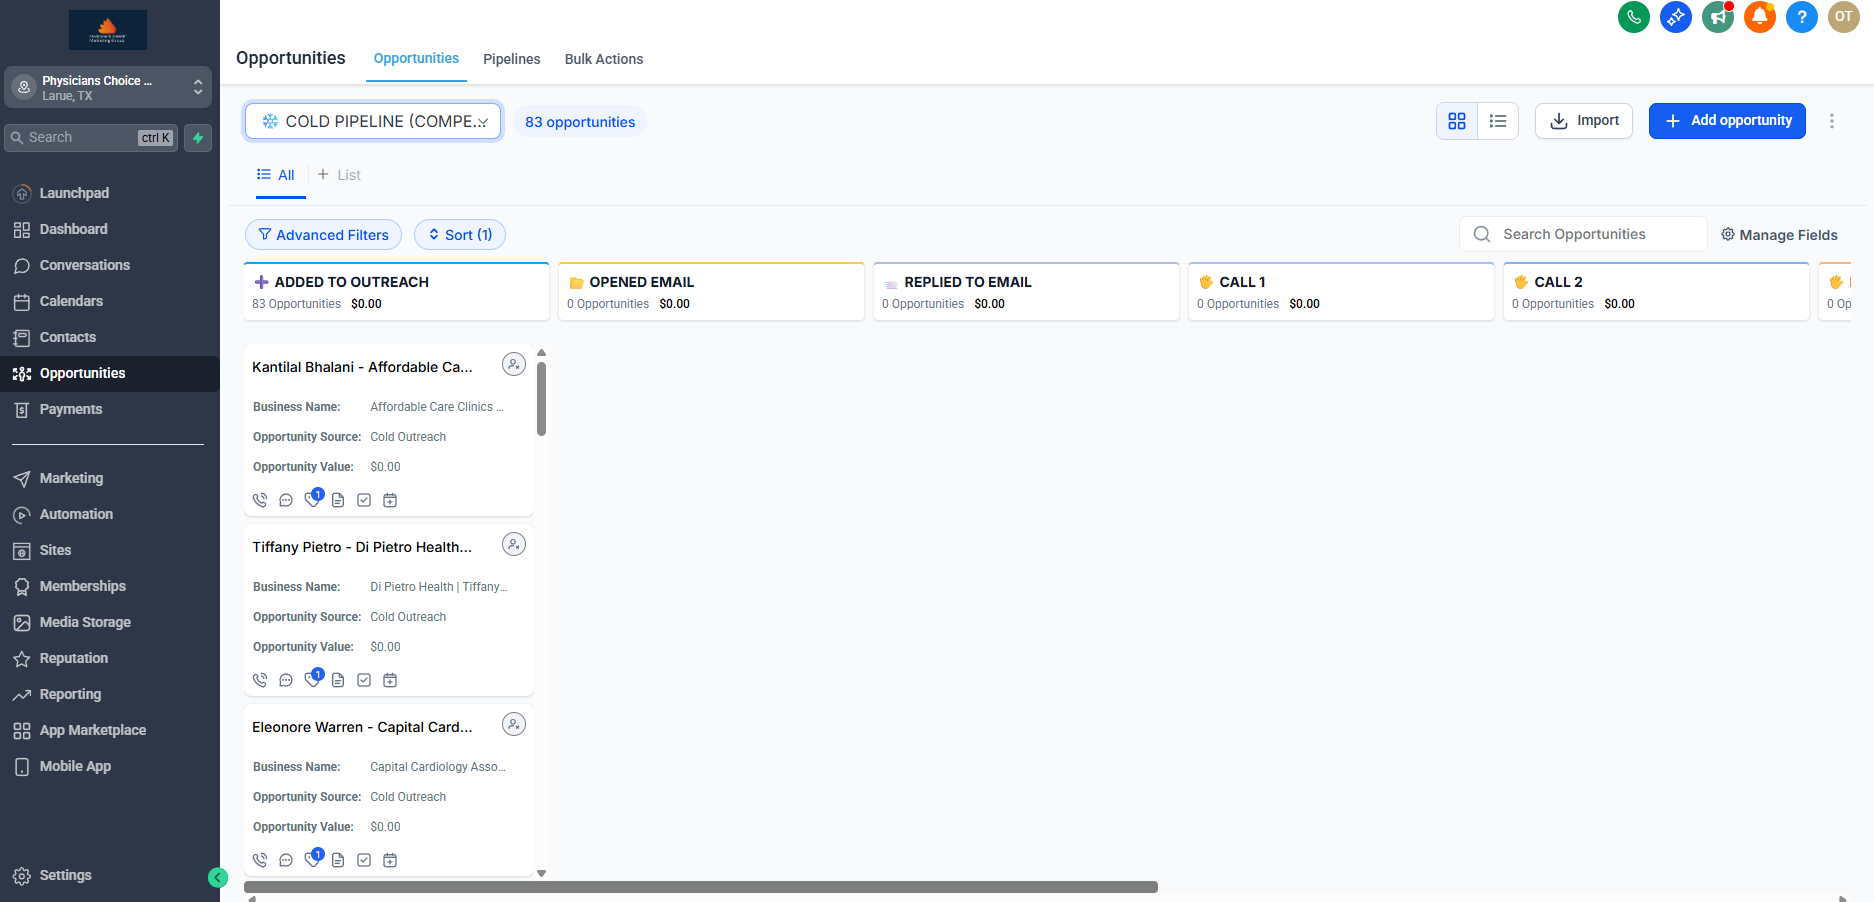 Physicians Choice ...
Larue, TX
Search
ctrl K
Launchpad
Dashboard
Conversations
Calendars
Contacts
Opportunities
Payments
Marketing
Automation
Sites
Memberships
Media Storage
Reputation
Reporting
App Marketplace
Mobile App
Settings
OT
Opportunities
Opportunities
Pipelines
Bulk Actions
COLD PIPELINE (COMPE...
83 opportunities
Import
Add opportunity
All
List
Advanced Filters
Sort (1)
Search Opportunities
Manage Fields
ADDED TO OUTREACH
83 Opportunities $0.00
OPENED EMAIL
0 Opportunities $0.00
REPLIED TO EMAIL
0 Opportunities $0.00
CALL 1
0 Opportunities $0.00
CALL 2
0 Opportunities $0.00
0 Op
Kantilal Bhalani - Affordable Ca...
Business Name: Affordable Care Clinics ...
Opportunity Source: Cold Outreach
Opportunity Value: $0.00
1
Tiffany Pietro - Di Pietro Health...
Business Name: Di Pietro Health | Tiffany...
Opportunity Source: Cold Outreach
Opportunity Value: $0.00
1
Eleonore Warren - Capital Card...
Business Name: Capital Cardiology Asso...
Opportunity Source: Cold Outreach
Opportunity Value: $0.00
1